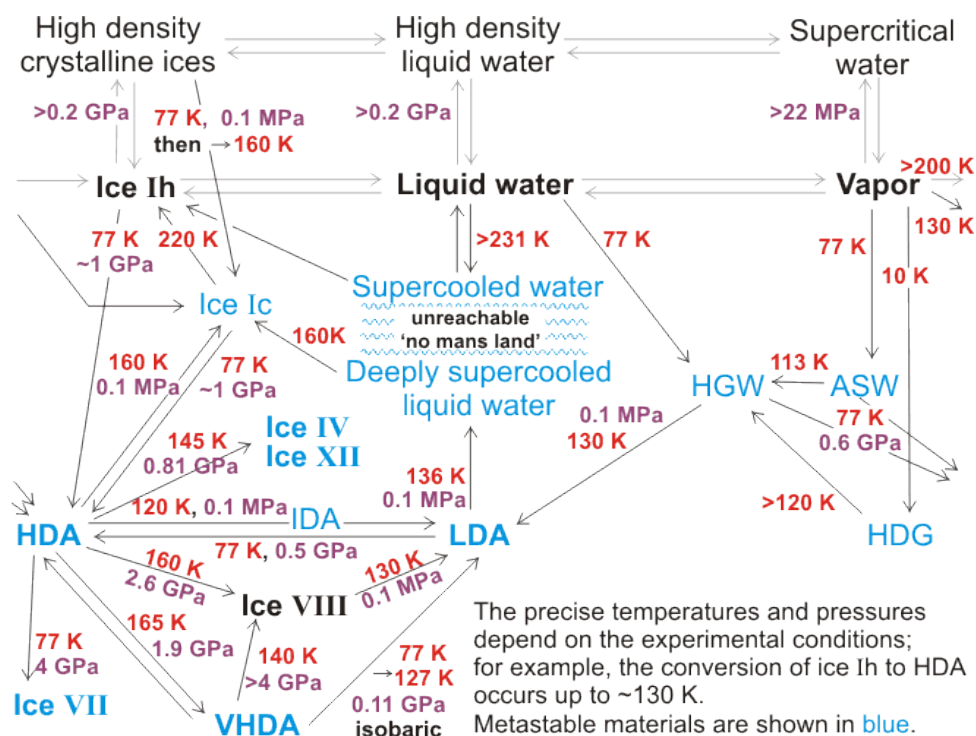 High density
crystalline ices
High density
liquid water
Supercritical
water
>0.2 GPa
77 K, 0.1 MPa
then →160 K
>0.2 GPa
>22 MPa
Ice Ih
Liquid water
Vapor
>200 K
130 K
77 K
~1 GPa
220 K
>231 K
77 K
77 K
10 K
Ice Ic
Supercooled water
unreachable
'no mans land'
Deeply supercooled
liquid water
160K
160 K
0.1 MPa
77 K
~1 GPa
HGW
113 K
ASW
77 K
0.6 GPa
0.1 MPa
130 K
145 K
0.81 GPa
Ice IV
Ice XII
136 K
0.1 MPa
>120 K
120 K, 0.1 MPa
IDA
HDA
LDA
HDG
77 K, 0.5 GPa
160 K
2.6 GPa
Ice VIII
130 K
0.1 MPa
165 K
1.9 GPa
77 K
4 GPa
Ice VII
140 K
>4 GPa
VHDA
77 K
→127 K
0.11 GPa
isobaric
The precise temperatures and pressures
depend on the experimental conditions;
for example, the conversion of ice Ih to HDA
occurs up to ~130 K.
Metastable materials are shown in blue.